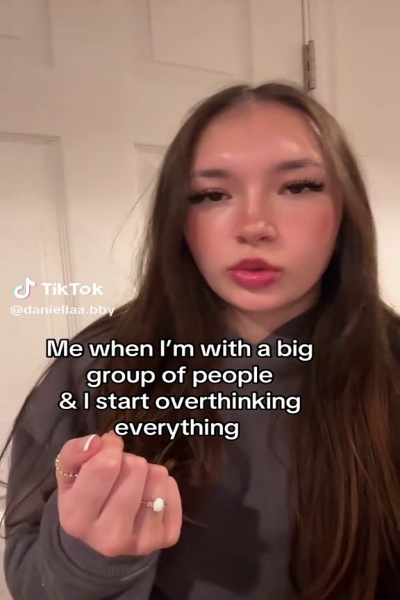 TikTok
@daniellaa.bby
Me when I'm with a big
group of people
& I start overthinking
everything